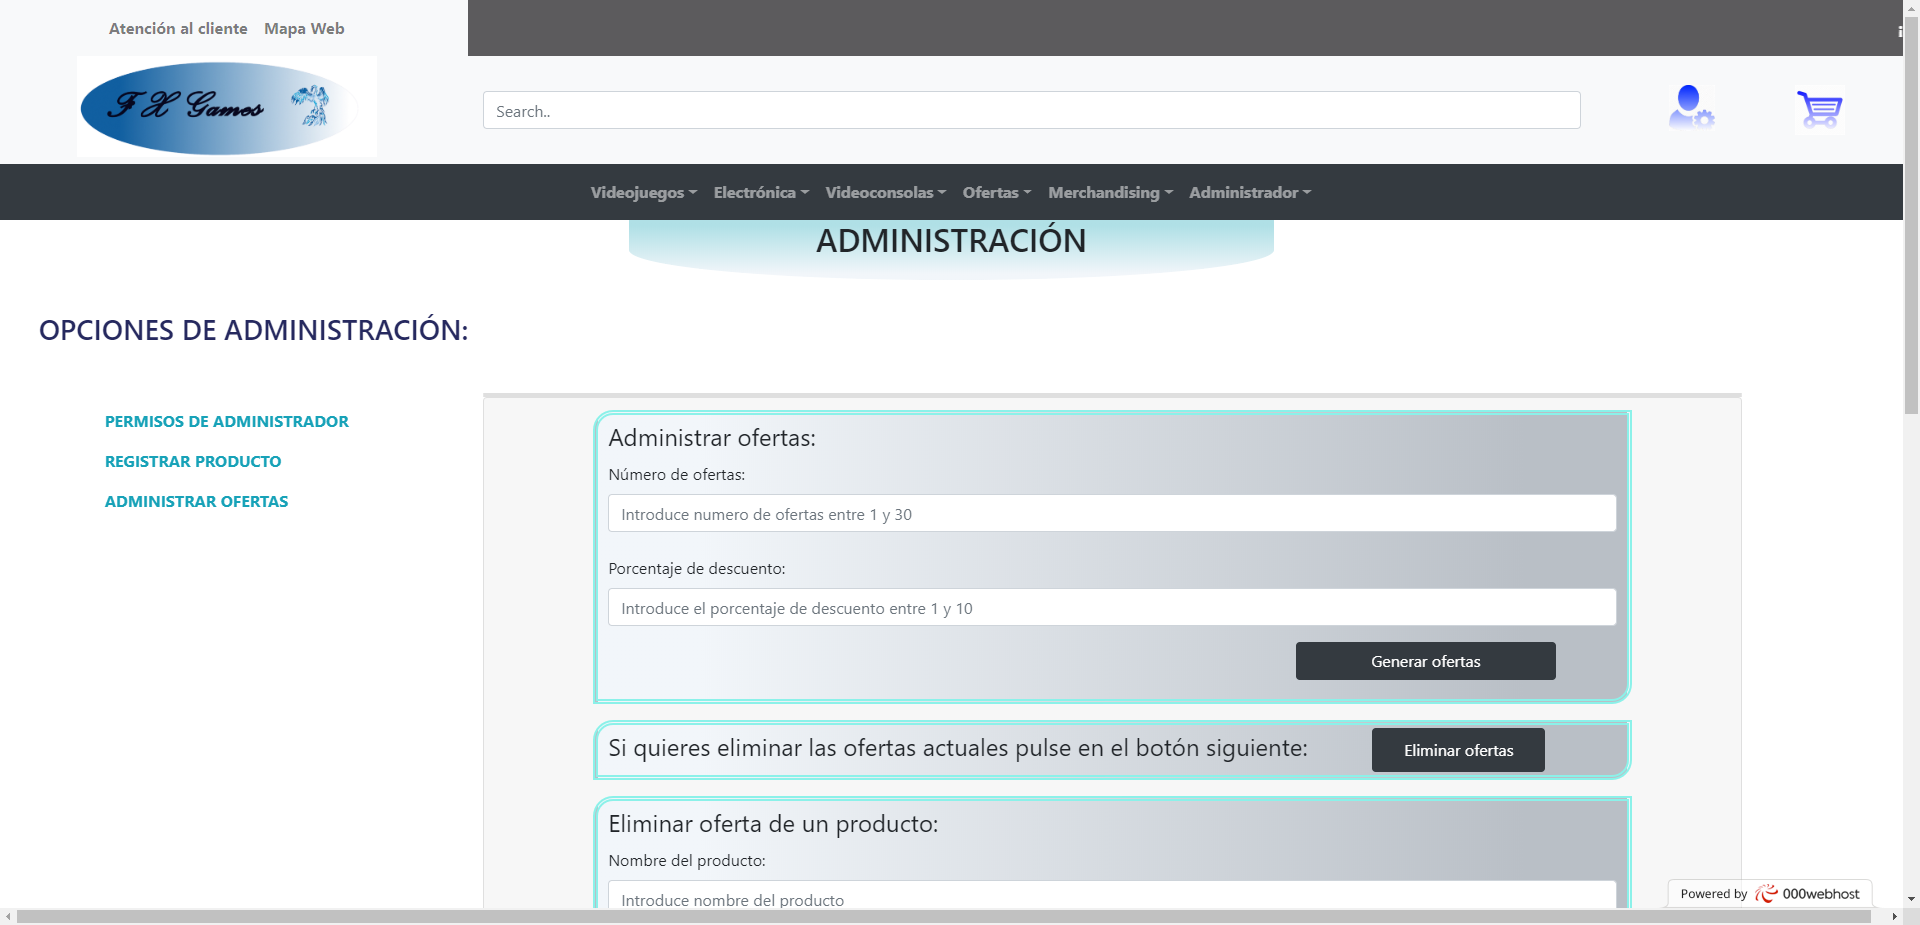 Atención al cliente Mapa Web
F X Games
Search..
Videojuegos Electrónica Videoconsolas Ofertas Merchandising Administrador
ADMINISTRACIÓN
OPCIONES DE ADMINISTRACIÓN:
PERMISOS DE ADMINISTRADOR
REGISTRAR PRODUCTO
ADMINISTRAR OFERTAS
Administrar ofertas:
Número de ofertas:
Introduce numero de ofertas entre 1 y 30
Porcentaje de descuento:
Introduce el porcentaje de descuento entre 1 y 10
Generar ofertas
Si quieres eliminar las ofertas actuales pulse en el botón siguiente:
Eliminar ofertas
Eliminar oferta de un producto:
Nombre del producto:
Introduce nombre del producto
Powered by 000webhost